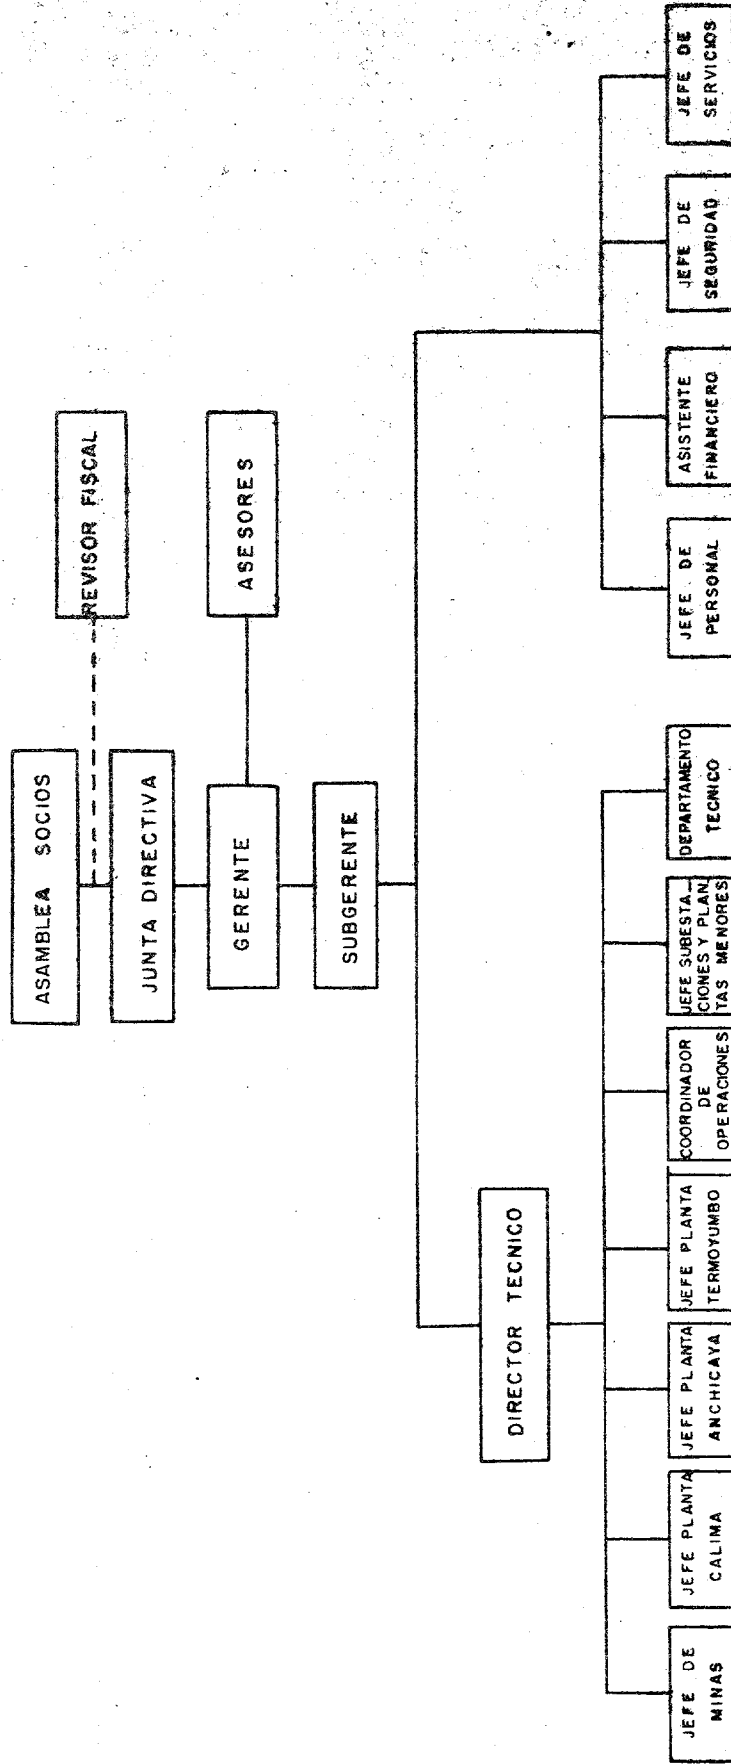 ASAMBLEA SOCIOS
REVISOR FISCAL
JUNTA DIRECTIVA
GERENTE
ASESORES
SUBGERENTE
DIRECTOR TECNICO
JEFE DE
MINAS
JEFE PLANTA
CALIMA
JEFE PLANTA
ANCHICAYA
JEFE PLANTA
TERMOYUMBO
COORDINADOR
DE
OPERACIONES
JEFE SUBESTA_
CIONES Y PLAN_
TAS MENORES
DEPARTAMENTO
TECNICO
JEFE DE
PERSONAL
ASISTENTE
FINANCIERO
JEFE DE
SEGURIDAD
JEFE DE
SERVICIOS